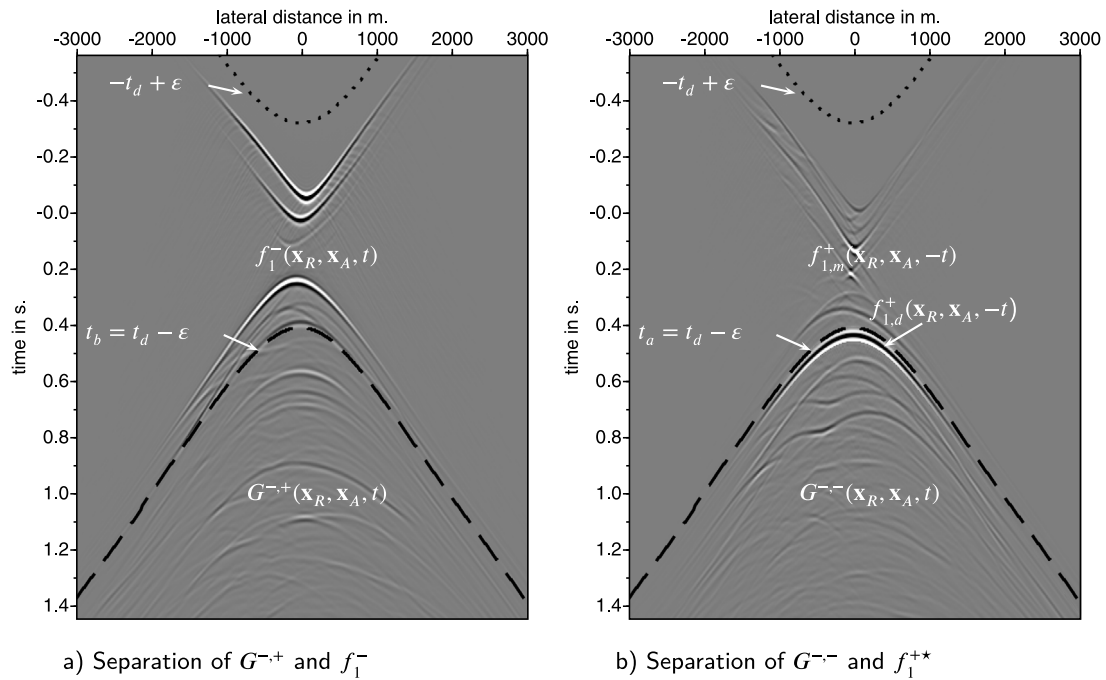 lateral distance in m.
-3000 -2000 -1000 0 1000 2000 3000
−t_d + ε
-0.4
-0.2
-0.0
0.2
0.4
0.6
0.8
1.0
1.2
1.4
time in s.
f_1^−(x_R, x_A, t)
t_b = t_d − ε
G^{−,+}(x_R, x_A, t)
a) Separation of G^{−,+} and f_1^−
lateral distance in m.
-3000 -2000 -1000 0 1000 2000 3000
−t_d + ε
-0.4
-0.2
-0.0
0.2
0.4
0.6
0.8
1.0
1.2
1.4
time in s.
f_{1,m}^+(x_R, x_A, −t)
f_{1,d}^+(x_R, x_A, −t)
t_a = t_d − ε
G^{−,−}(x_R, x_A, t)
b) Separation of G^{−,−} and f_1^{+⋆}